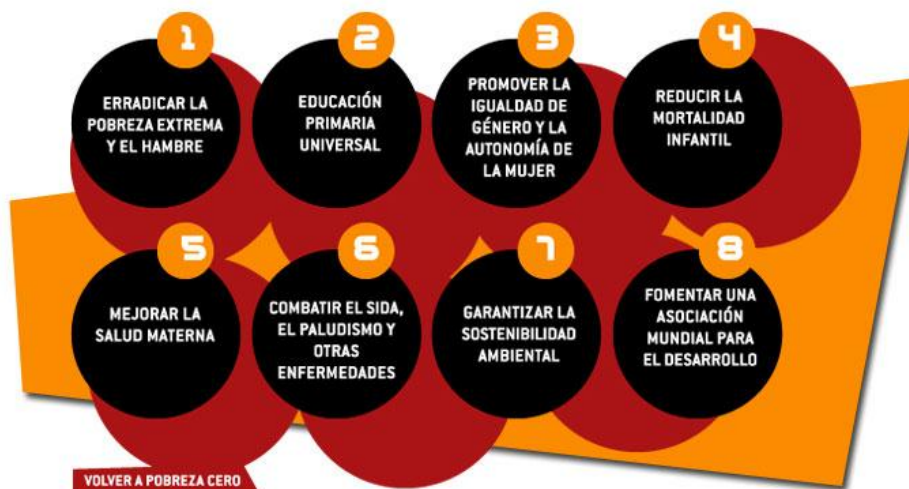 1
ERRADICAR LA
POBREZA EXTREMA
Y EL HAMBRE
2
EDUCACIÓN
PRIMARIA
UNIVERSAL
3
PROMOVER LA
IGUALDAD DE
GÉNERO Y LA
AUTONOMÍA DE
LA MUJER
4
REDUCIR LA
MORTALIDAD
INFANTIL
5
MEJORAR LA
SALUD MATERNA
6
COMBATIR EL SIDA,
EL PALUDISMO Y
OTRAS
ENFERMEDADES
7
GARANTIZAR LA
SOSTENIBILIDAD
AMBIENTAL
8
FOMENTAR UNA
ASOCIACIÓN
MUNDIAL PARA
EL DESARROLLO
VOLVER A POBREZA CERO